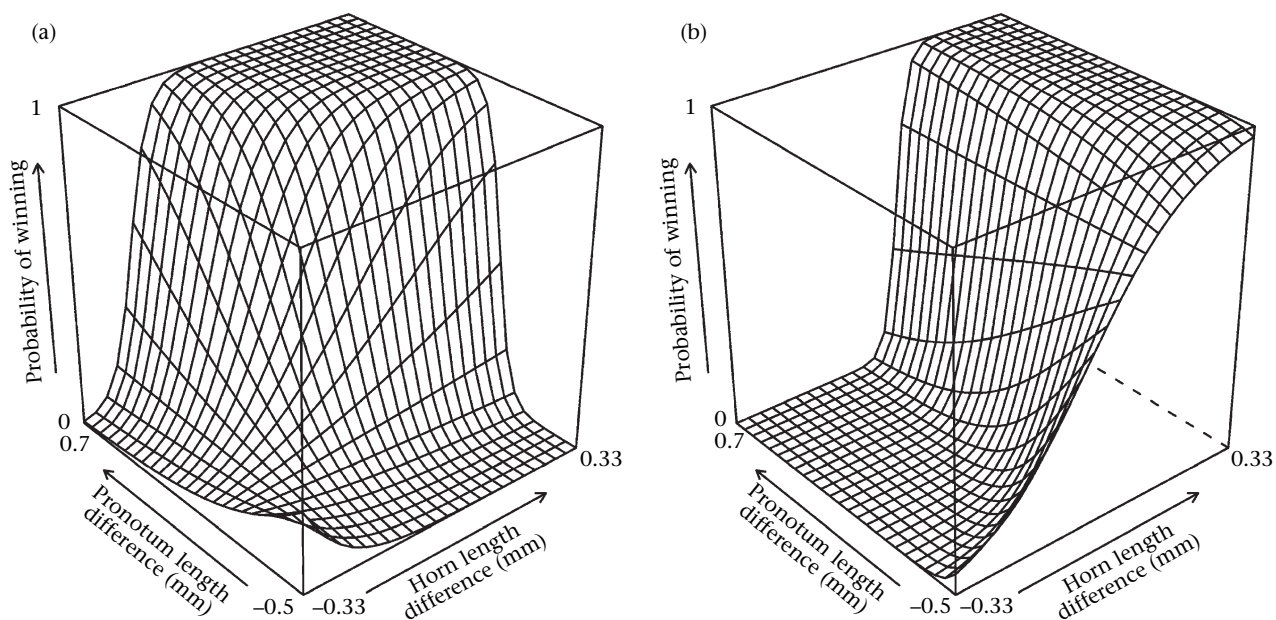 (a)
1
Probability of winning
0
0.7
Pronotum length
difference (mm)
–0.5
–0.33
Horn length
difference (mm)
0.33
(b)
1
Probability of winning
0
0.7
Pronotum length
difference (mm)
–0.5
–0.33
Horn length
difference (mm)
0.33